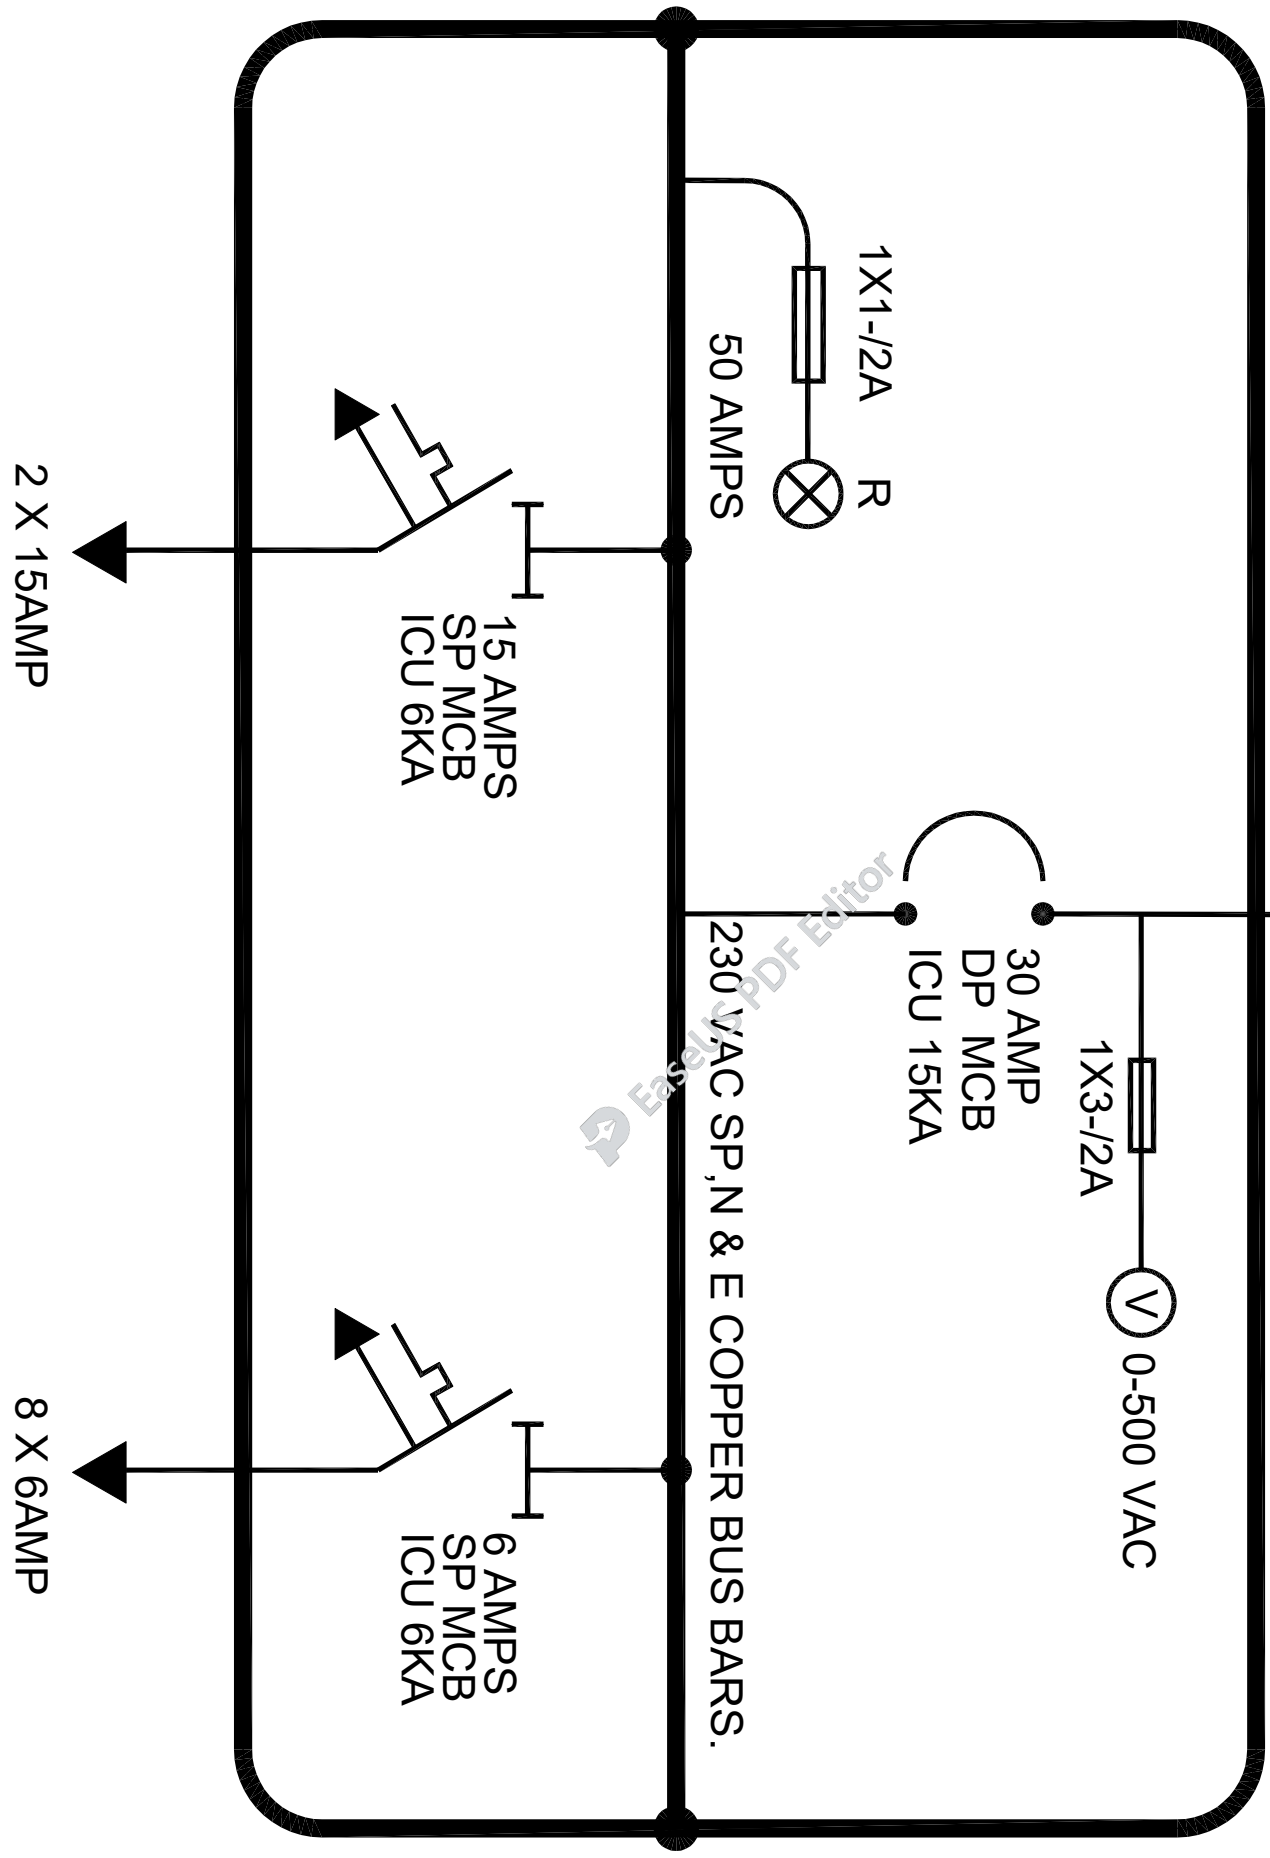 1X3-/2A
V
0-500 VAC
30 AMP
DP MCB
ICU 15KA
1X1-/2A
R
50 AMPS
230 VAC SP,N & E COPPER BUS BARS.
15 AMPS
SP MCB
ICU 6KA
6 AMPS
SP MCB
ICU 6KA
2 X 15AMP
8 X 6AMP
EaseUS PDF Editor